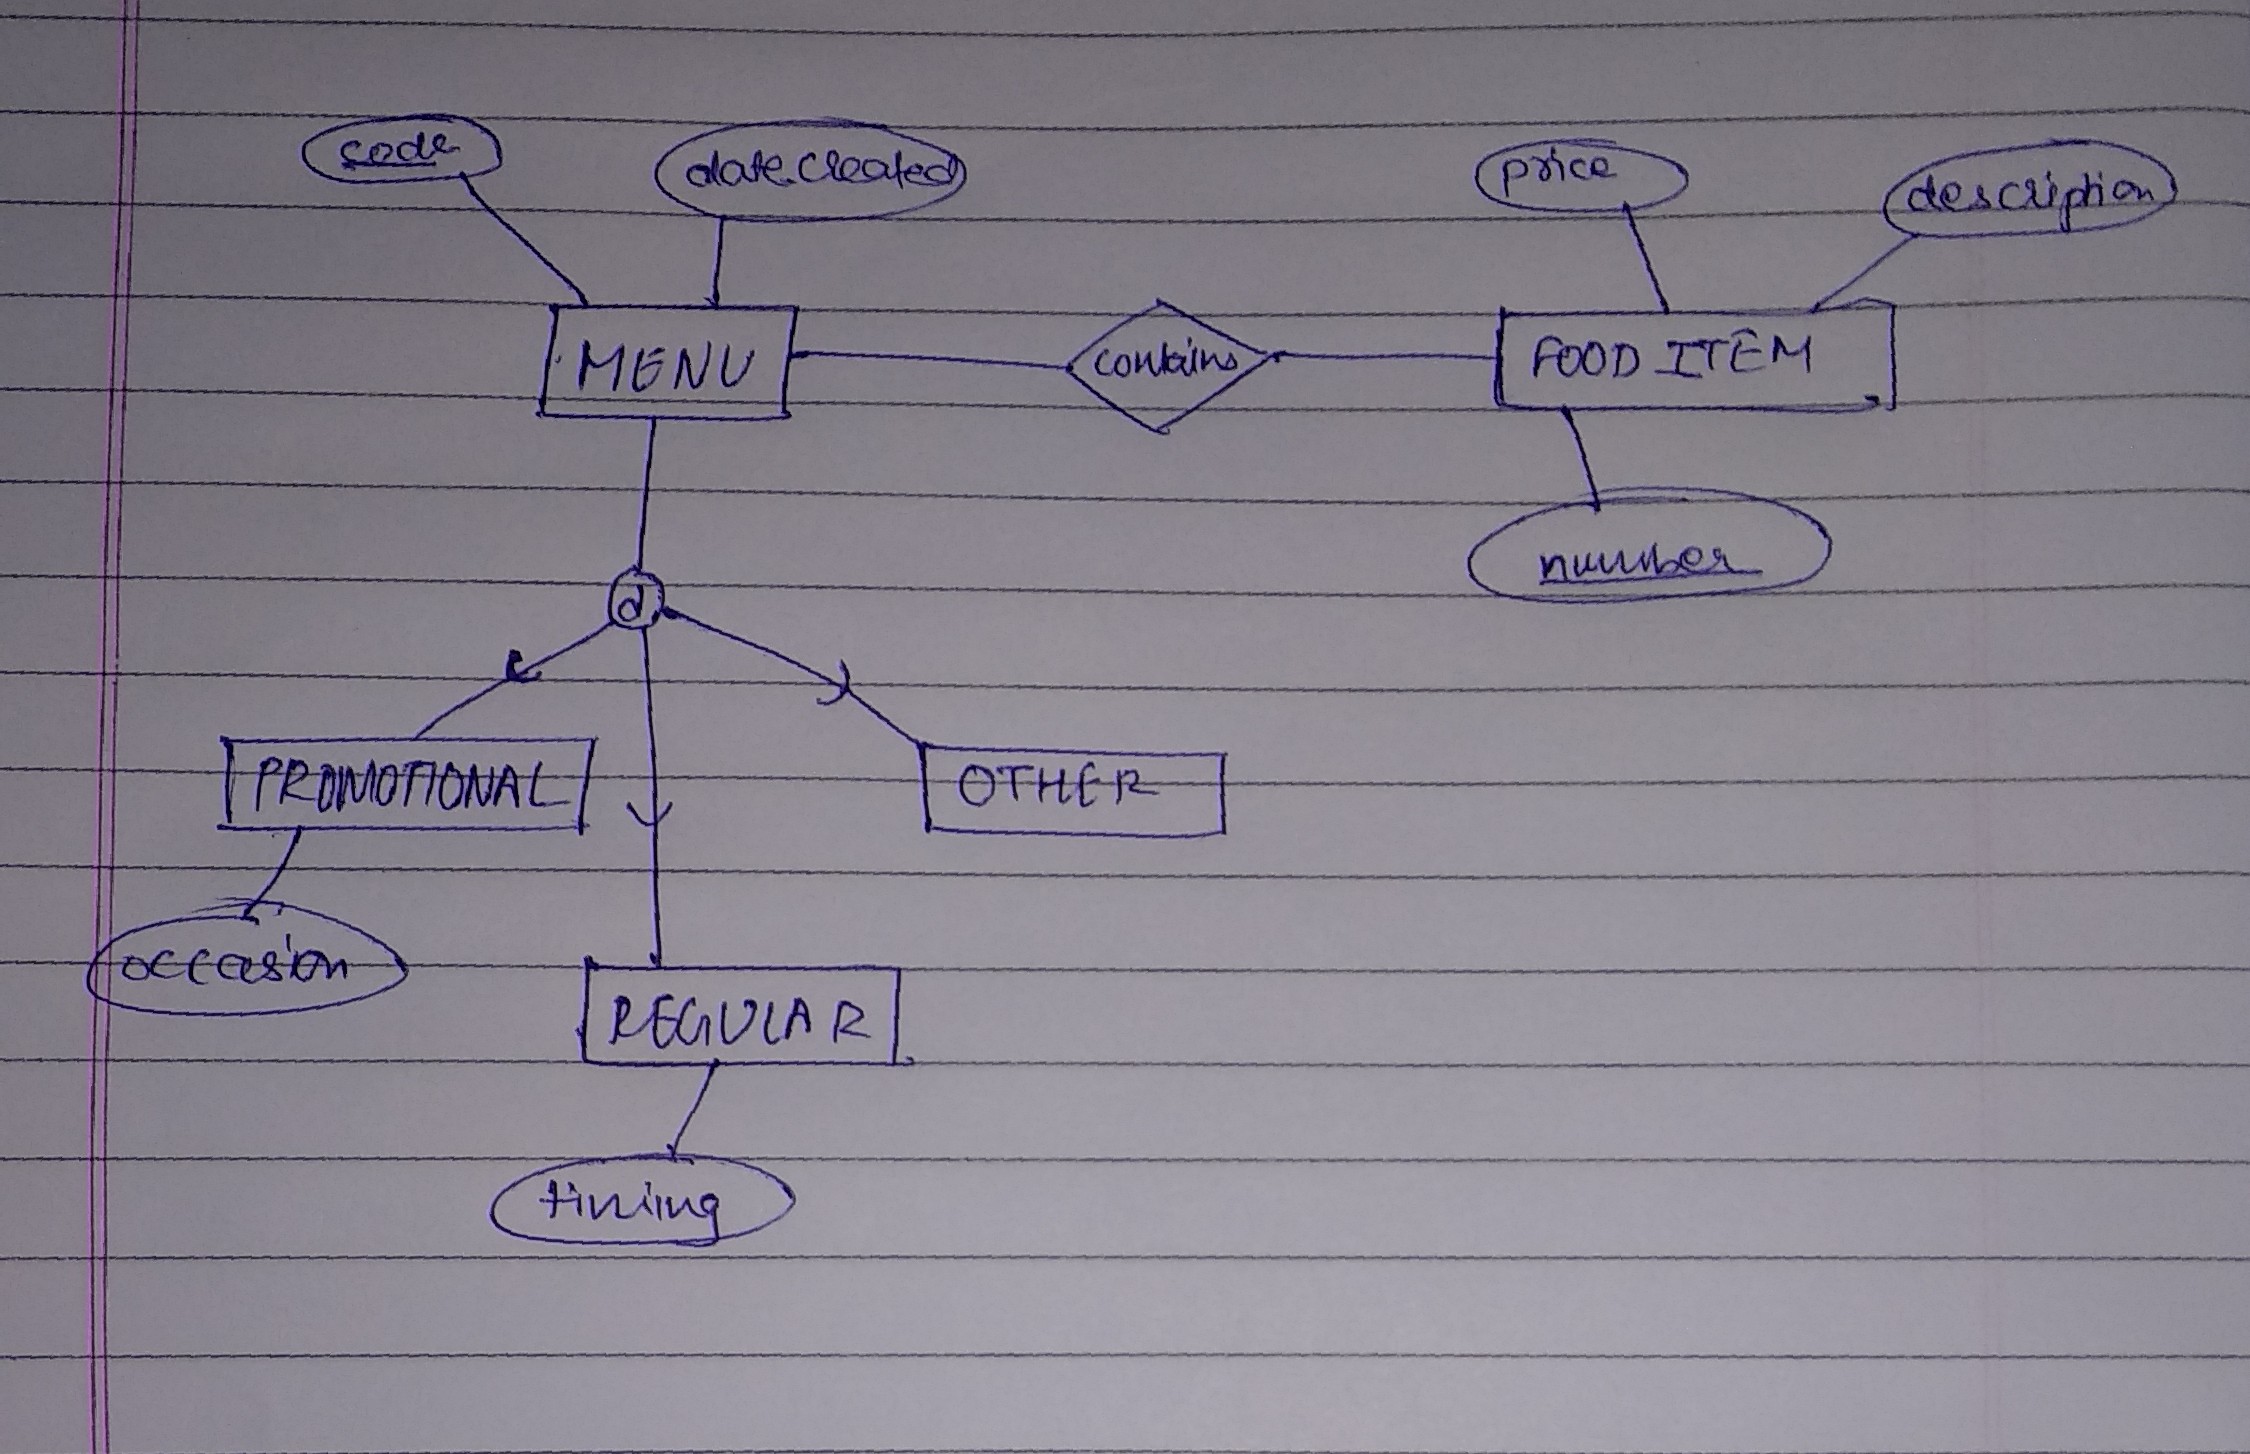 code
date created
price
description
MENU
contains
FOOD ITEM
number
d
PROMOTIONAL
OTHER
occasion
REGULAR
timing